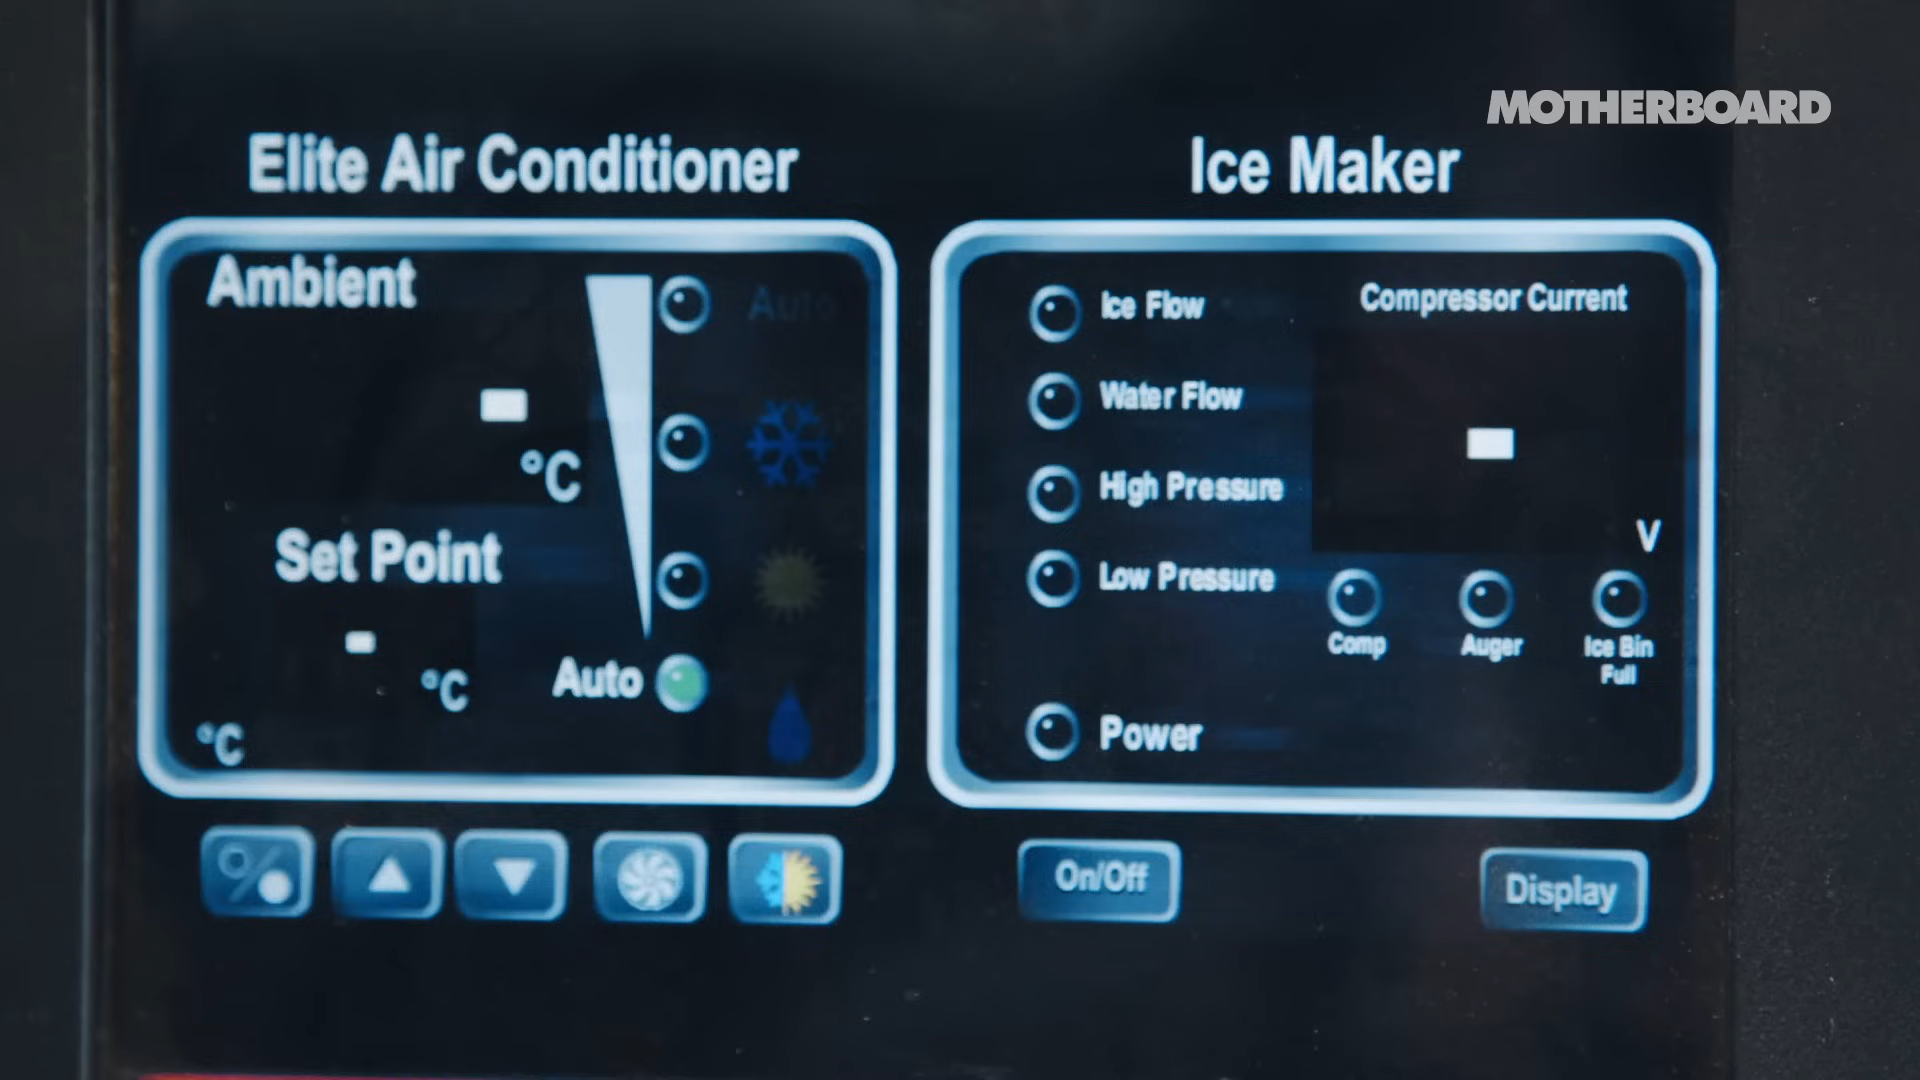 MOTHERBOARD
Elite Air Conditioner
Ambient
Auto
°C
Set Point
°C
Auto
°C
Ice Maker
Ice Flow
Compressor Current
Water Flow
High Pressure
V
Low Pressure
Comp
Auger
Ice Bin
Full
Power
On/Off
Display